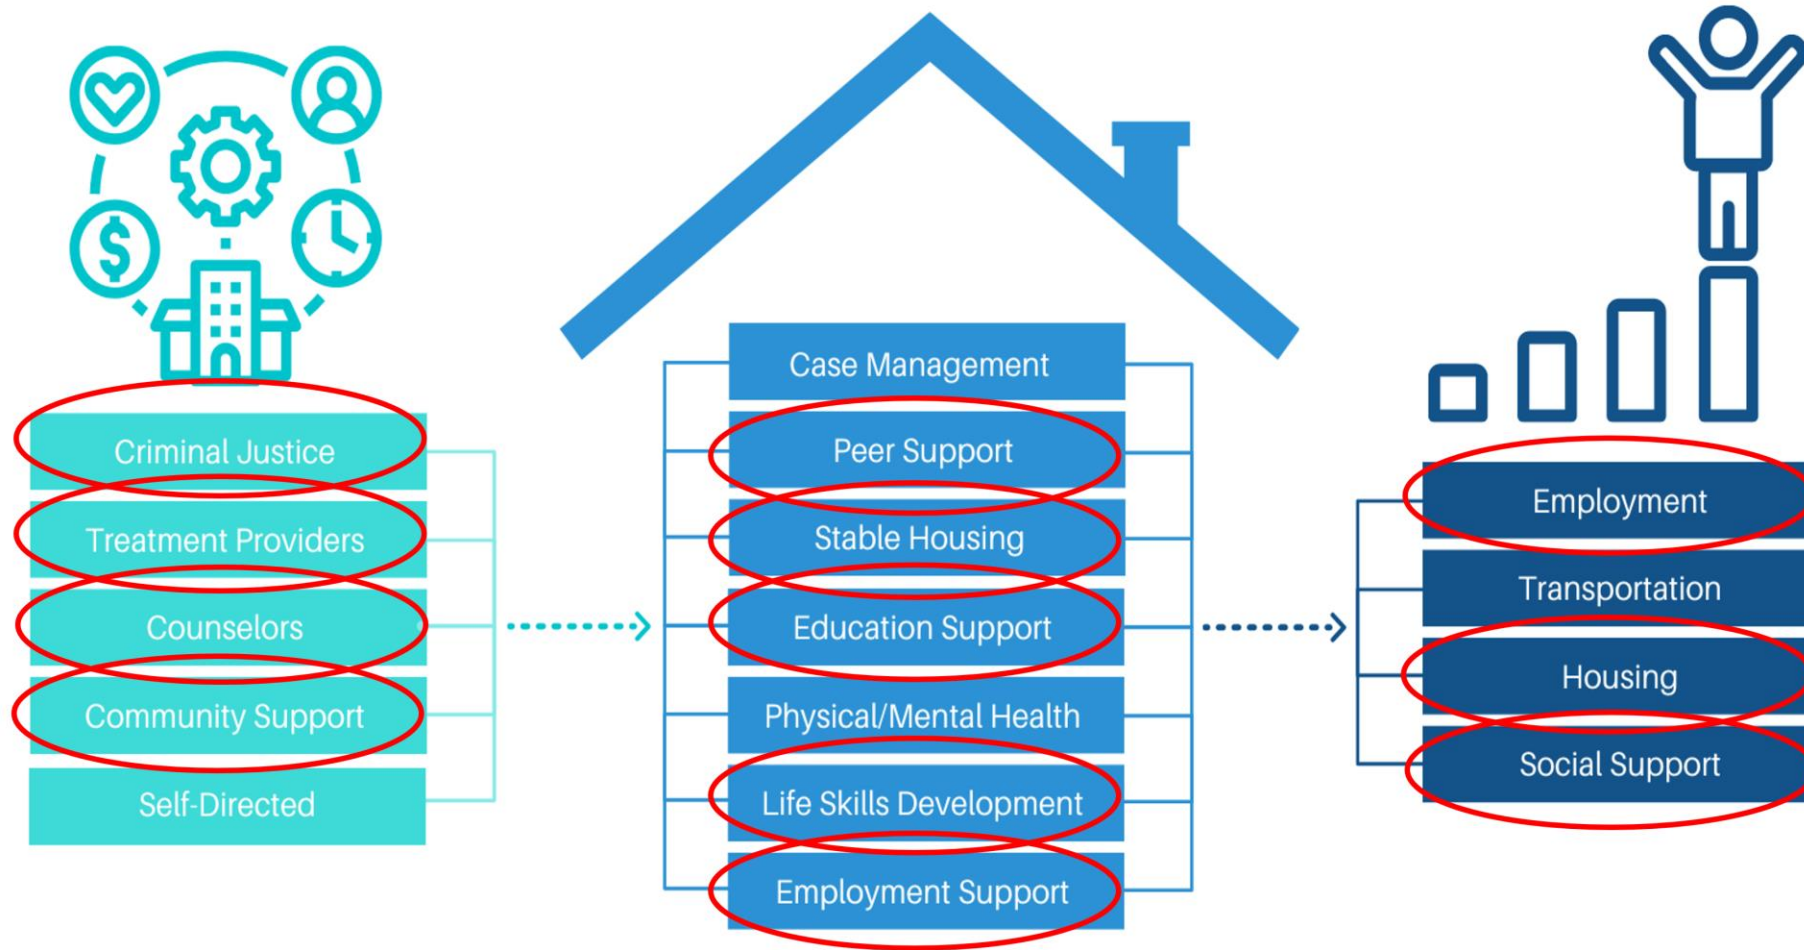 Criminal Justice
Treatment Providers
Counselors
Community Support
Self-Directed
Case Management
Peer Support
Stable Housing
Education Support
Physical/Mental Health
Life Skills Development
Employment Support
Employment
Transportation
Housing
Social Support